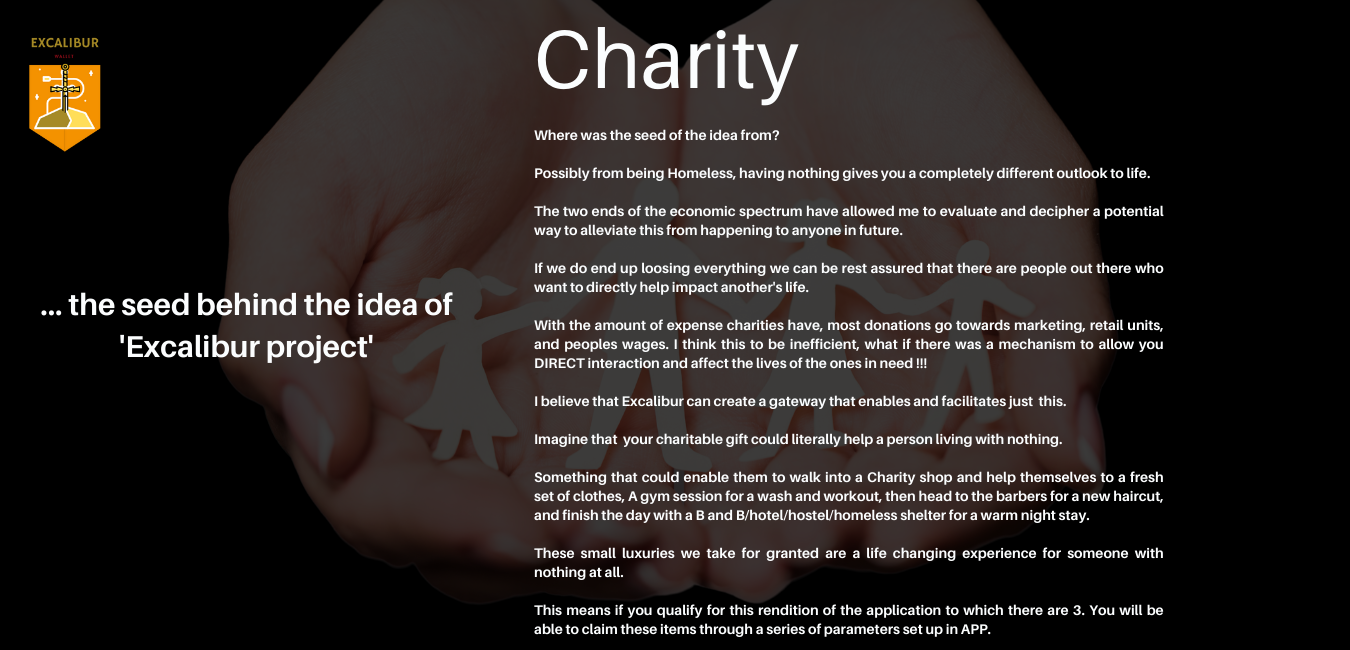 EXCALIBUR
... the seed behind the idea of
'Excalibur project'
Charity
Where was the seed of the idea from?
Possibly from being Homeless, having nothing gives you a completely different outlook to life.
The two ends of the economic spectrum have allowed me to evaluate and decipher a potential
way to alleviate this from happening to anyone in future.
If we do end up loosing everything we can be rest assured that there are people out there who
want to directly help impact another's life.
With the amount of expense charities have, most donations go towards marketing, retail units,
and peoples wages. I think this to be inefficient, what if there was a mechanism to allow you
DIRECT interaction and affect the lives of the ones in need !!!
I believe that Excalibur can create a gateway that enables and facilitates just this.
Imagine that your charitable gift could literally help a person living with nothing.
Something that could enable them to walk into a Charity shop and help themselves to a fresh
set of clothes, A gym session for a wash and workout, then head to the barbers for a new haircut,
and finish the day with a B and B/hotel/hostel/homeless shelter for a warm night stay.
These small luxuries we take for granted are a life changing experience for someone with
nothing at all.
This means if you qualify for this rendition of the application to which there are 3. You will be
able to claim these items through a series of parameters set up in APP.